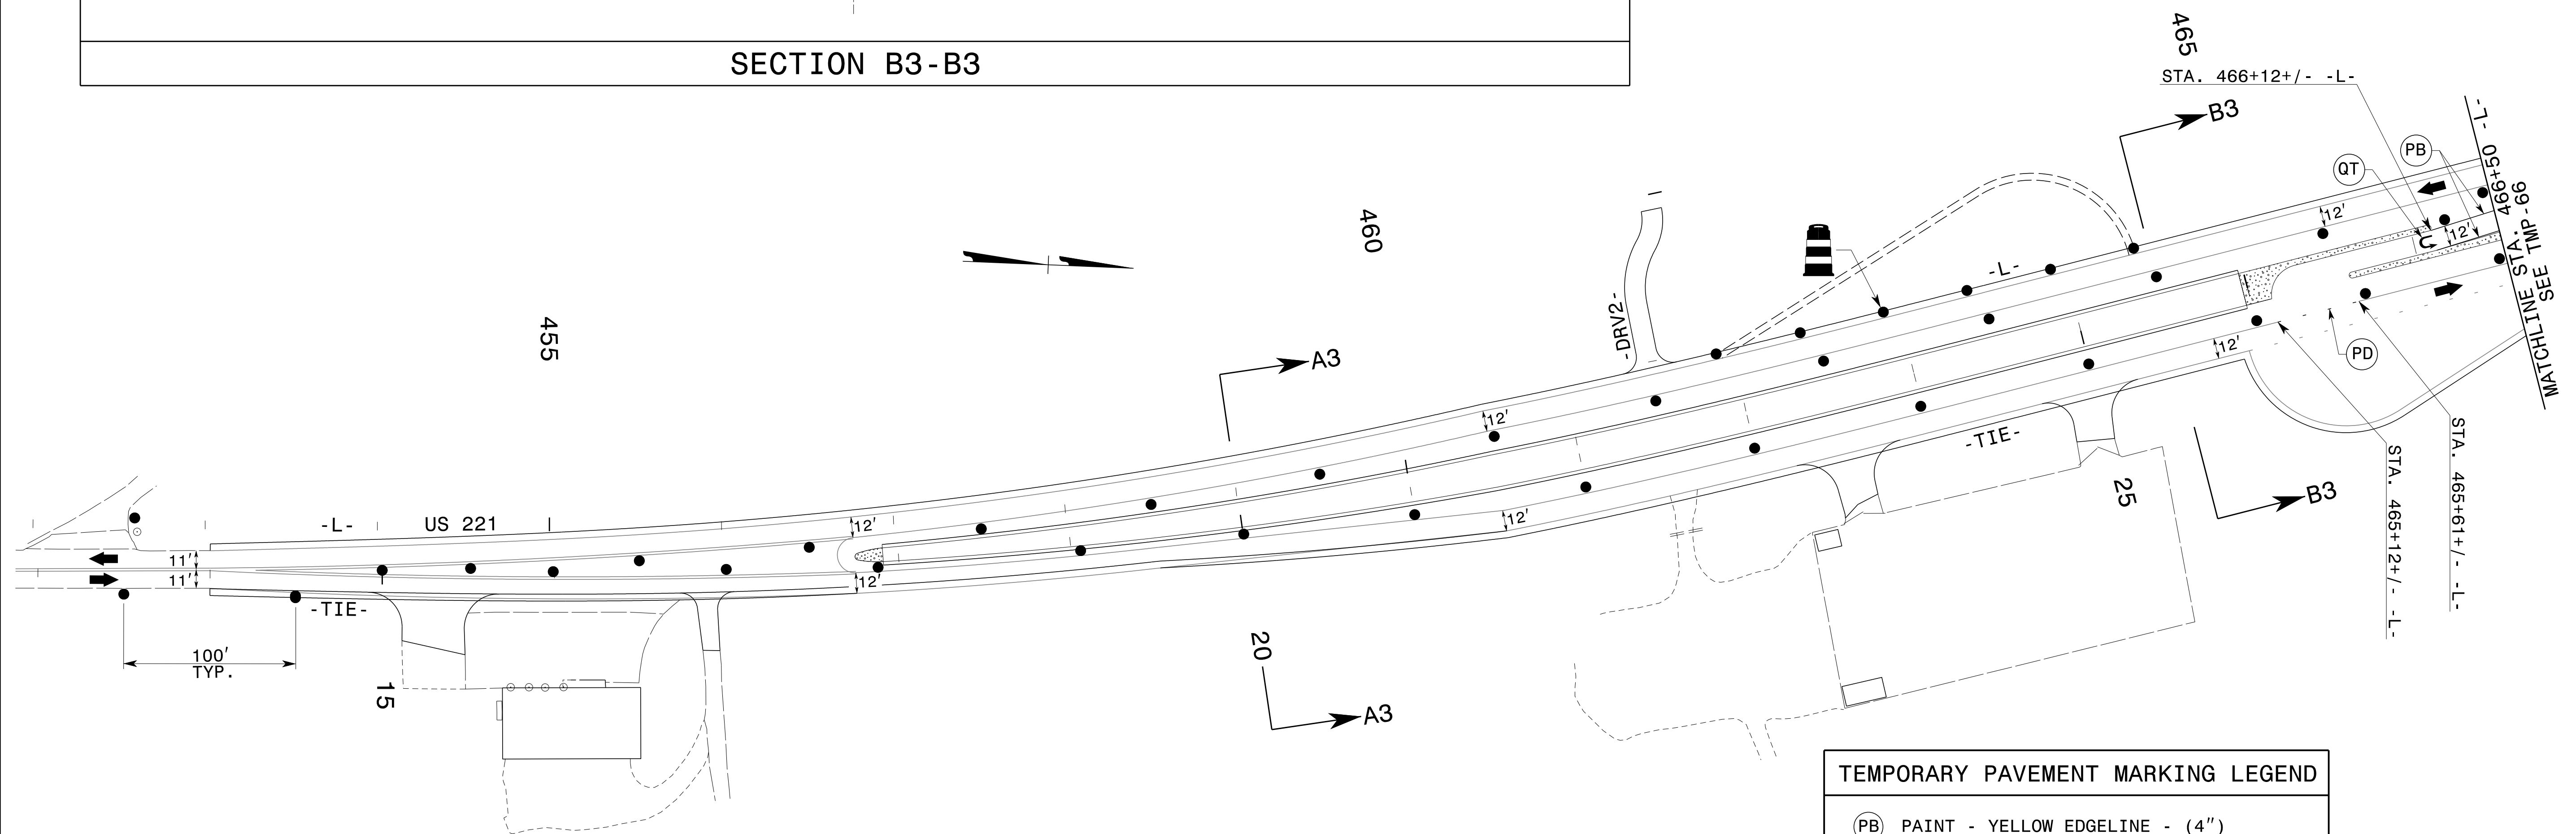 SECTION B3-B3
465
STA. 466+12+/- -L-
B3
-L-
PB
QT
MATCHLINE STA. 466+50
SEE TMP-66
12'
12'
460
-L-
-DRV2-
455
A3
PD
12'
12'
-TIE-
B3
25
STA. 465+12+/- -L-
STA. 465+61+/- -L-
-L-
US 221
12'
12'
11'
11'
12'
-TIE-
20
100'
TYP.
15
A3
TEMPORARY PAVEMENT MARKING LEGEND
PB PAINT - YELLOW EDGELINE - (4")